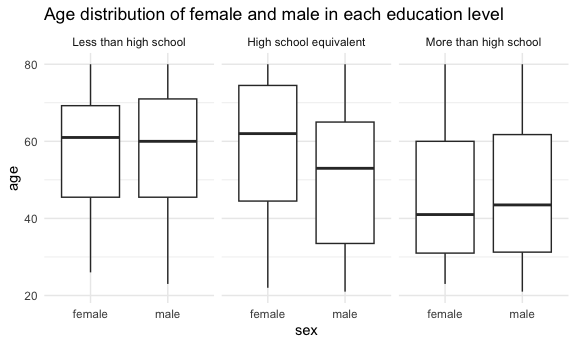 Age distribution of female and male in each education level
Less than high school
High school equivalent
More than high school
80
60
40
20
age
female
male
female
male
female
male
sex